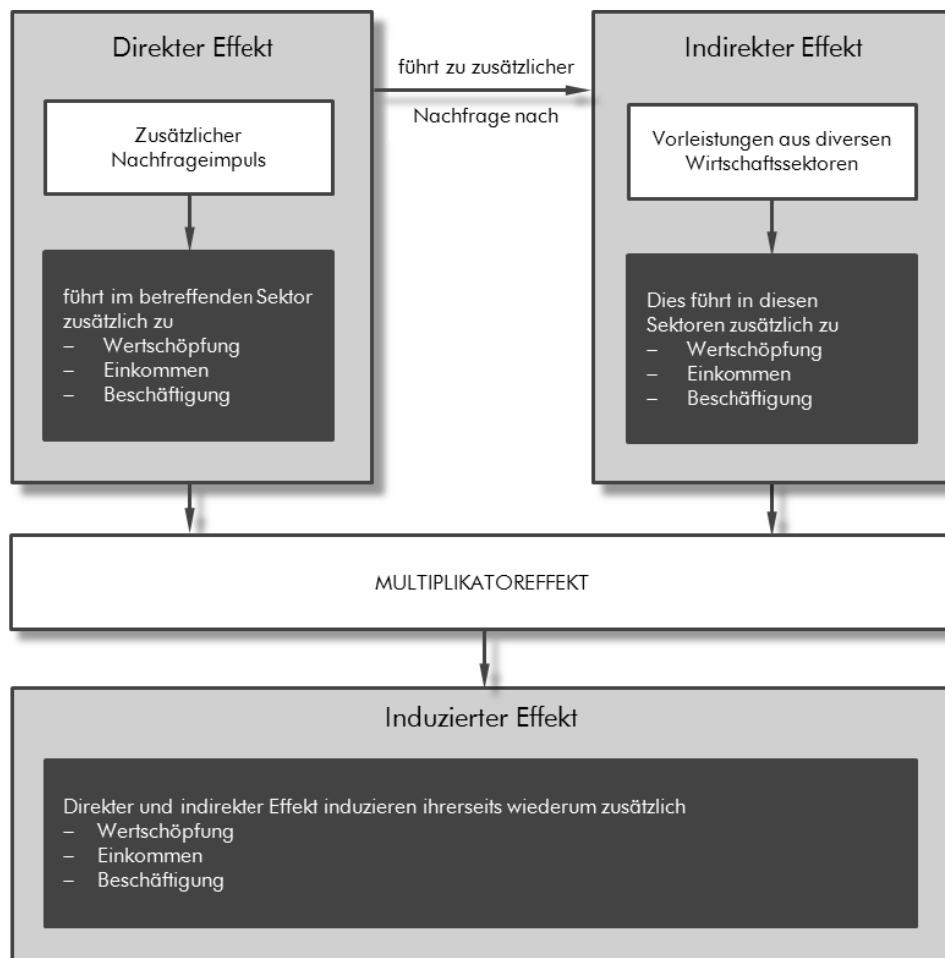 Direkter Effekt
Zusätzlicher
Nachfrageimpuls
führt im betreffenden Sektor
zusätzlich zu
– Wertschöpfung
– Einkommen
– Beschäftigung
führt zu zusätzlicher
Nachfrage nach
Indirekter Effekt
Vorleistungen aus diversen
Wirtschaftssektoren
Dies führt in diesen
Sektoren zusätzlich zu
– Wertschöpfung
– Einkommen
– Beschäftigung
MULTIPLIKATOREFFEKT
Induzierter Effekt
Direkter und indirekter Effekt induzieren ihrerseits wiederum zusätzlich
– Wertschöpfung
– Einkommen
– Beschäftigung